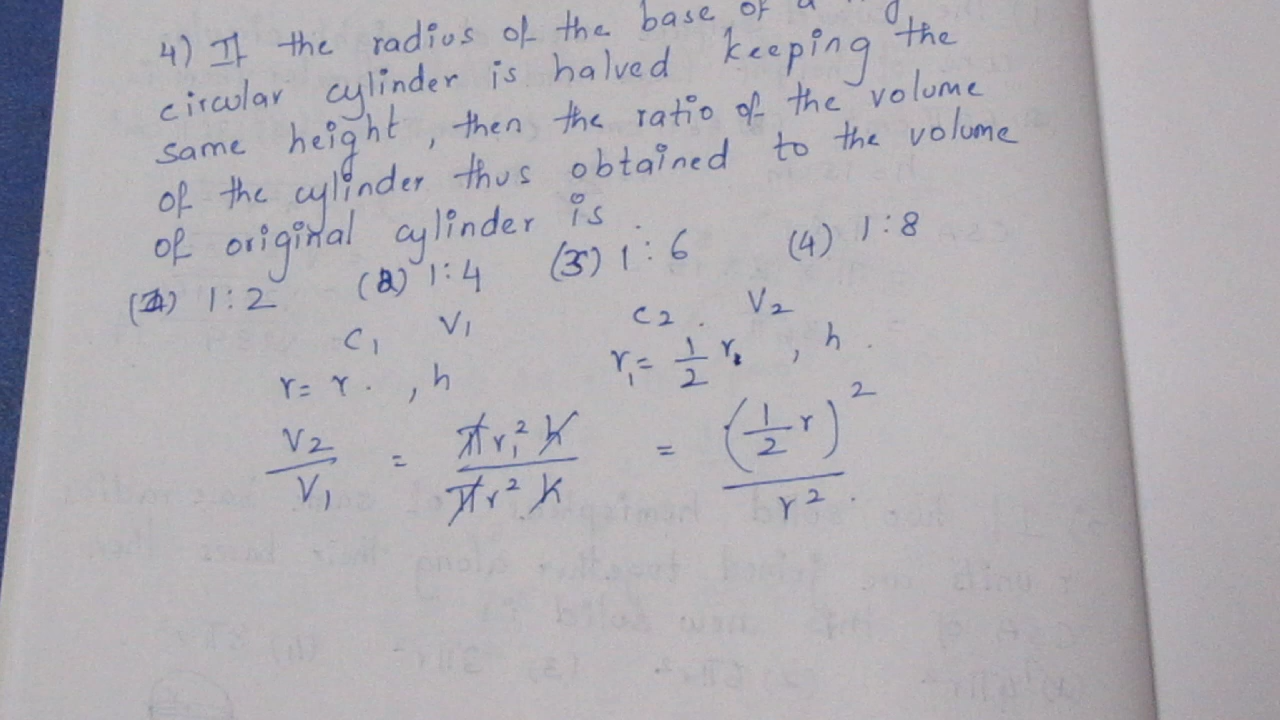 4) If the radius of the base of a
circular cylinder is halved keeping the
same height, then the ratio of the volume
of the cylinder thus obtained to the volume
of original cylinder is
(1) 1:2 (2) 1:4 (3) 1:6 (4) 1:8
C1 V1 C2 V2
r = r, h r1 = 1/2 r, h
V2/V1 = πr1²h/πr²h = (1/2 r)²/r²